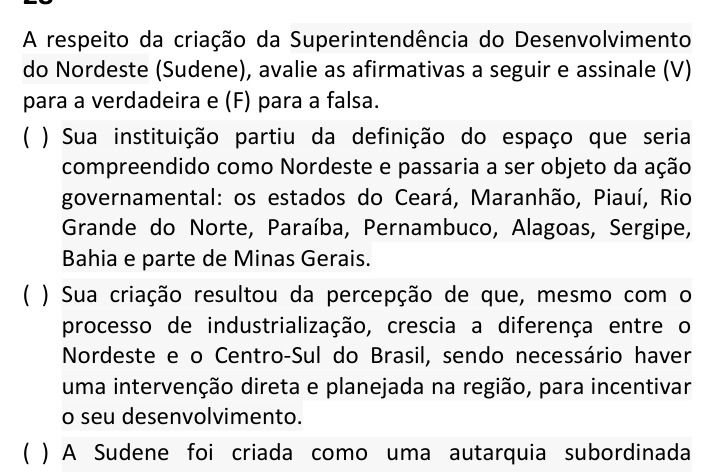 A respeito da criação da Superintendência do Desenvolvimento
do Nordeste (Sudene), avalie as afirmativas a seguir e assinale (V)
para a verdadeira e (F) para a falsa.
( ) Sua instituição partiu da definição do espaço que seria
compreendido como Nordeste e passaria a ser objeto da ação
governamental: os estados do Ceará, Maranhão, Piauí, Rio
Grande do Norte, Paraíba, Pernambuco, Alagoas, Sergipe,
Bahia e parte de Minas Gerais.
( ) Sua criação resultou da percepção de que, mesmo com o
processo de industrialização, crescia a diferença entre o
Nordeste e o Centro-Sul do Brasil, sendo necessário haver
uma intervenção direta e planejada na região, para incentivar
o seu desenvolvimento.
( ) A Sudene foi criada como uma autarquia subordinada